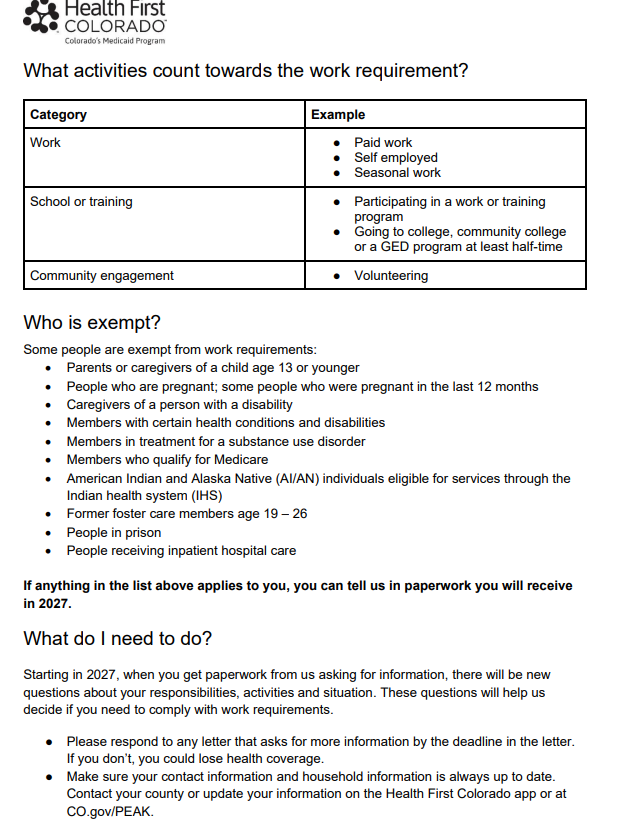 Health First
COLORADO
Colorado's Medicaid Program
What activities count towards the work requirement?
Category
Example
Work
● Paid work
● Self employed
● Seasonal work
School or training
● Participating in a work or training
program
● Going to college, community college
or a GED program at least half-time
Community engagement
● Volunteering
Who is exempt?
Some people are exempt from work requirements:
• Parents or caregivers of a child age 13 or younger
• People who are pregnant; some people who were pregnant in the last 12 months
• Caregivers of a person with a disability
• Members with certain health conditions and disabilities
• Members in treatment for a substance use disorder
• Members who qualify for Medicare
• American Indian and Alaska Native (AI/AN) individuals eligible for services through the
Indian health system (IHS)
• Former foster care members age 19 – 26
• People in prison
• People receiving inpatient hospital care
If anything in the list above applies to you, you can tell us in paperwork you will receive
in 2027.
What do I need to do?
Starting in 2027, when you get paperwork from us asking for information, there will be new
questions about your responsibilities, activities and situation. These questions will help us
decide if you need to comply with work requirements.
● Please respond to any letter that asks for more information by the deadline in the letter.
If you don't, you could lose health coverage.
● Make sure your contact information and household information is always up to date.
Contact your county or update your information on the Health First Colorado app or at
CO.gov/PEAK.